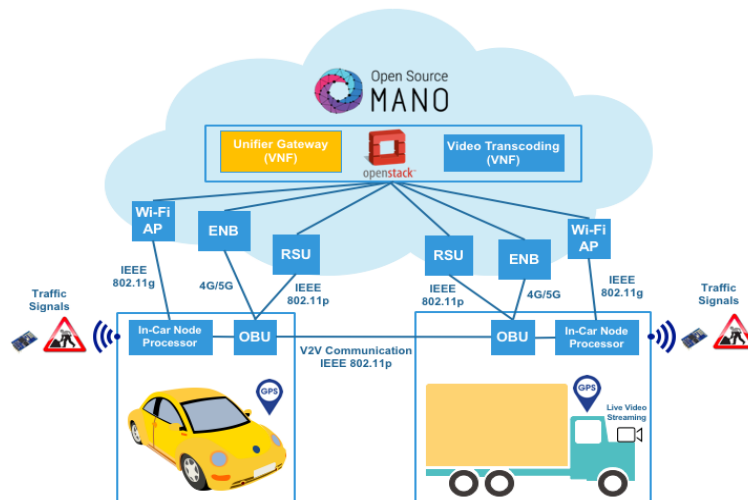 Open Source
MANO
Unifier Gateway
(VNF)
openstack
Video Transcoding
(VNF)
Wi-Fi
AP
ENB
RSU
RSU
ENB
Wi-Fi
AP
IEEE
802.11g
4G/5G
IEEE
802.11p
IEEE
802.11p
4G/5G
IEEE
802.11g
Traffic
Signals
Traffic
Signals
In-Car Node
Processor
OBU
V2V Communication
IEEE 802.11p
OBU
In-Car Node
Processor
GPS
GPS
Live Video
Streaming